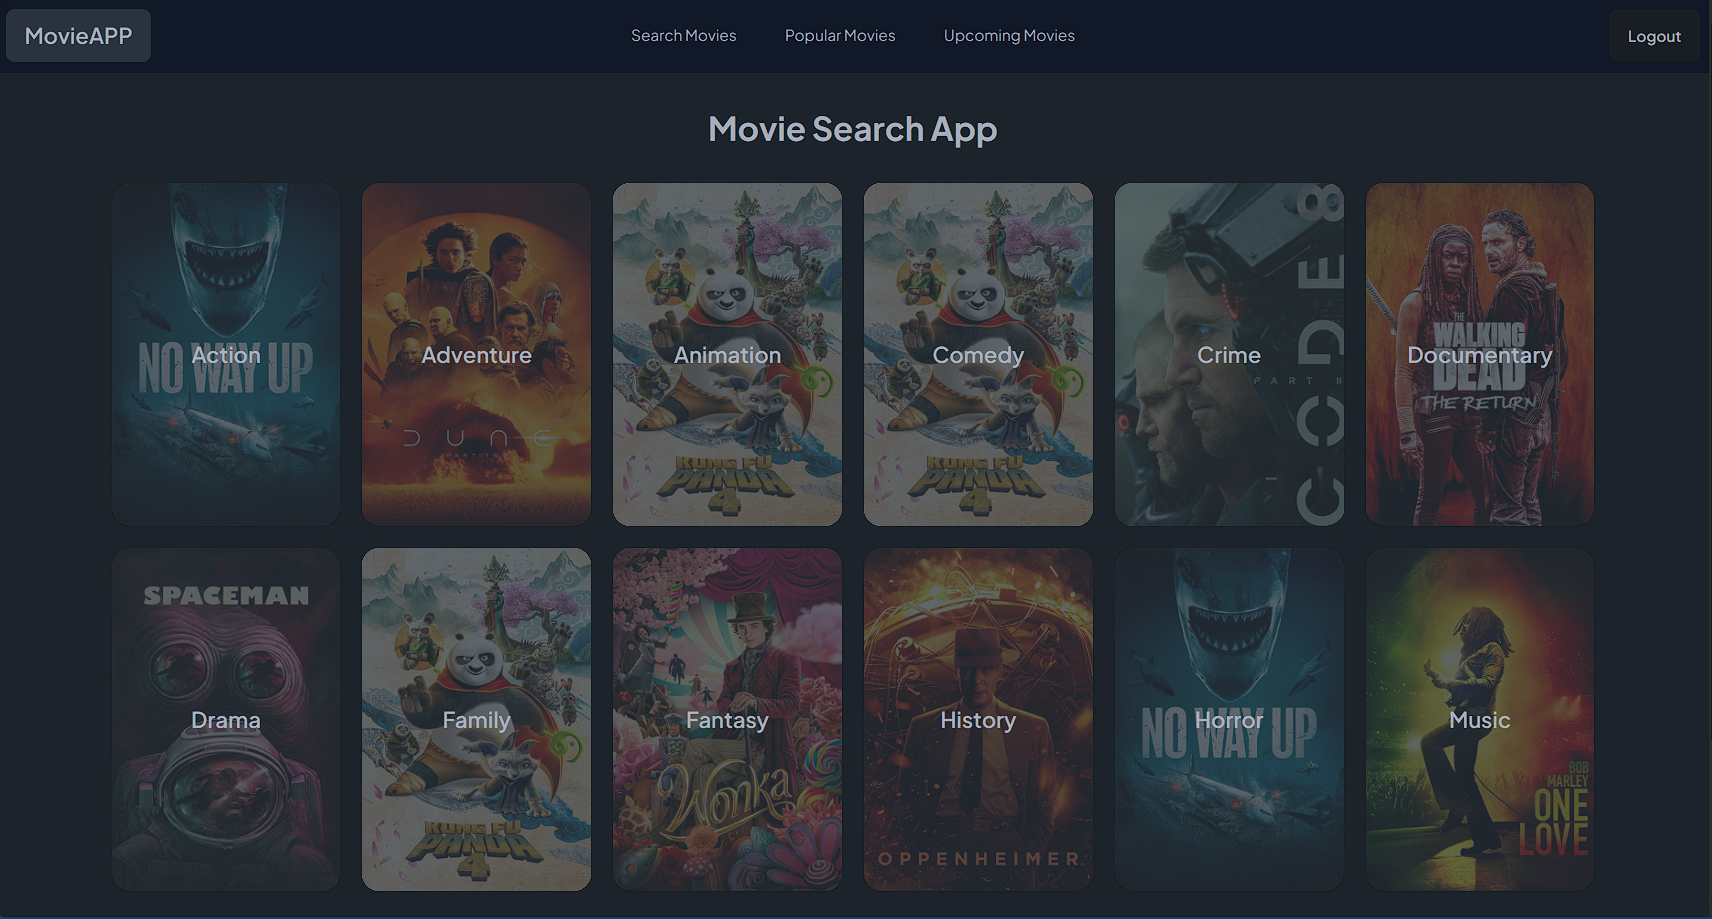 MovieAPP
Search Movies
Popular Movies
Upcoming Movies
Logout
Movie Search App
Action
NO WAY UP
Adventure
DUNE
Animation
KUNG FU
PANDA
4
Comedy
KUNG FU
PANDA
4
Crime
CODE 8
PART II
Documentary
THE
WALKING
DEAD
THE RETURN
SPACEMAN
Drama
Family
KUNG FU
PANDA
4
Fantasy
Wonka
History
OPPENHEIMER
Horror
NO WAY UP
Music
BOB
MARLEY
ONE
LOVE